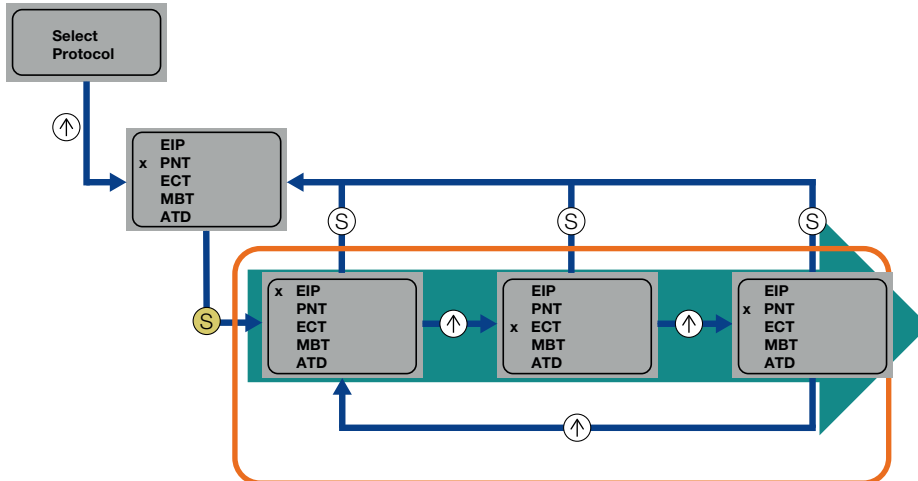 Select
Protocol
EIP
x PNT
ECT
MBT
ATD
S
S
S
S
x EIP
PNT
ECT
MBT
ATD
EIP
PNT
x ECT
MBT
ATD
EIP
x PNT
ECT
MBT
ATD